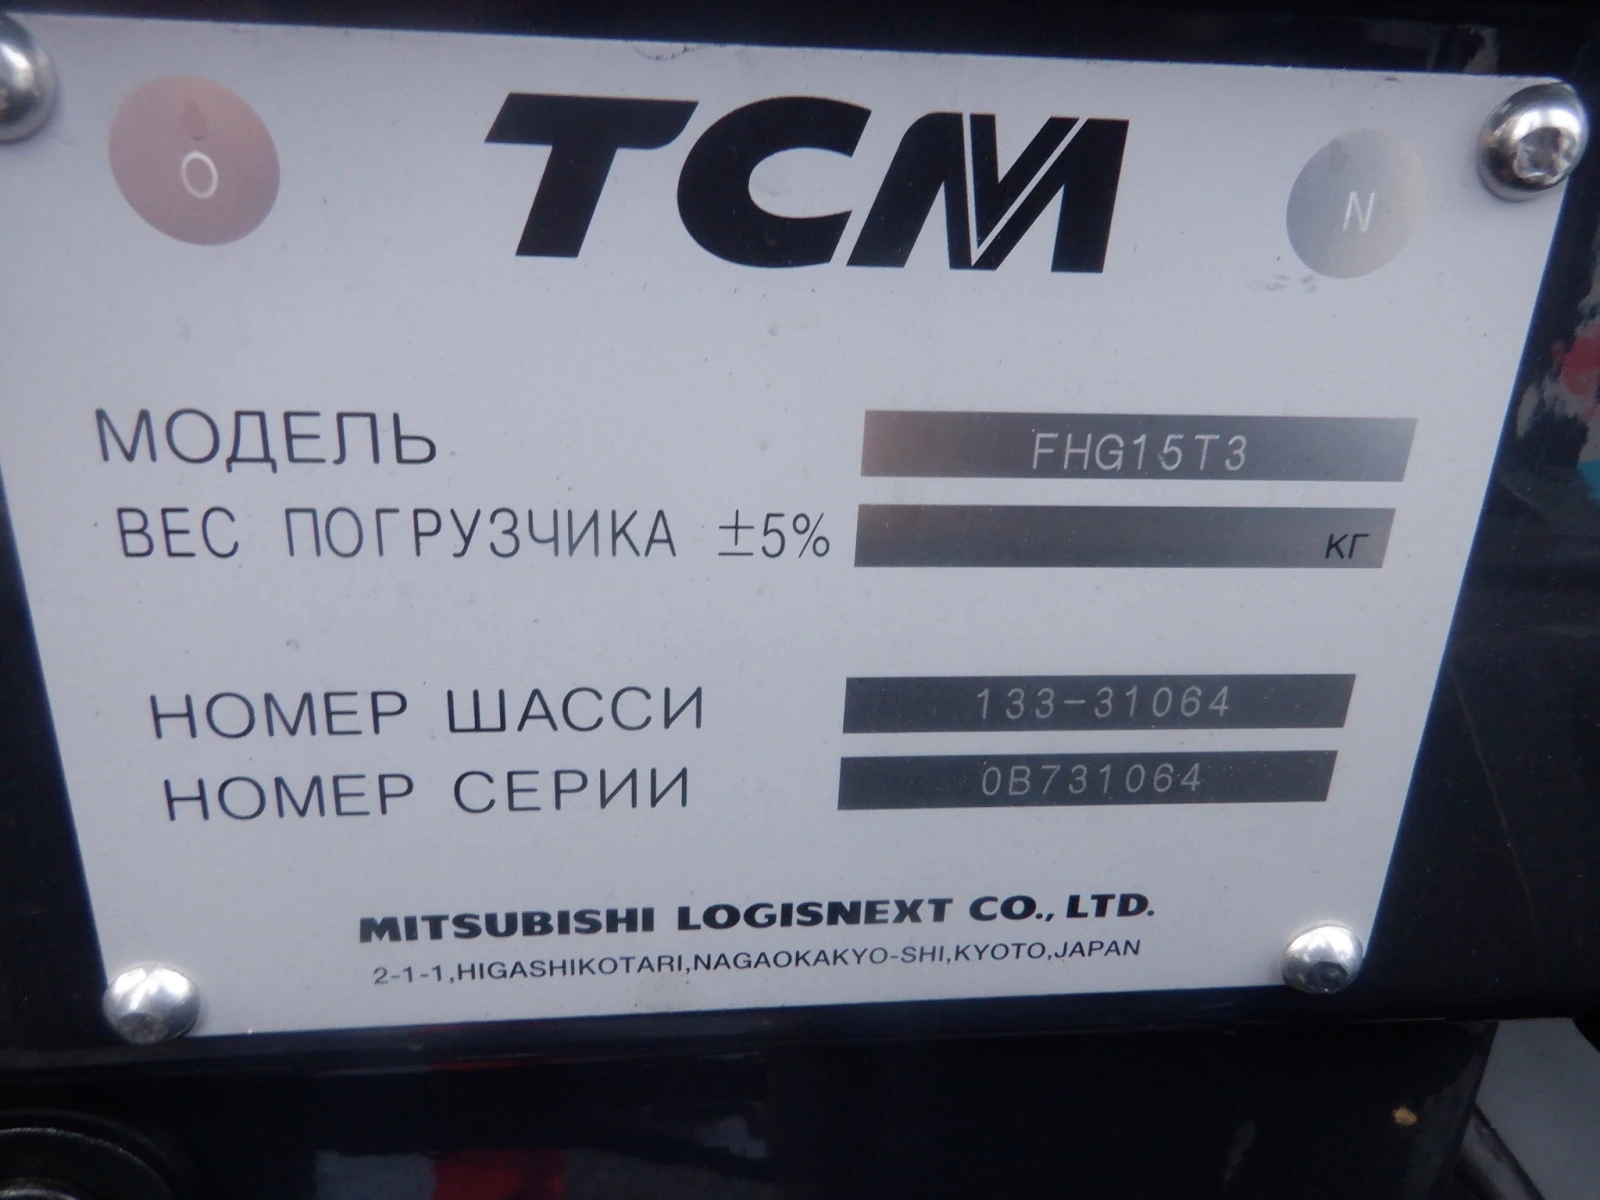 O TCM N
МОДЕЛЬ FHG15T3
ВЕС ПОГРУЗЧИКА ±5% КГ
НОМЕР ШАССИ 133-31064
НОМЕР СЕРИИ 0B731064
MITSUBISHI LOGISNEXT CO., LTD.
2-1-1,HIGASHIKOTARI,NAGAOKAKYO-SHI,KYOTO,JAPAN